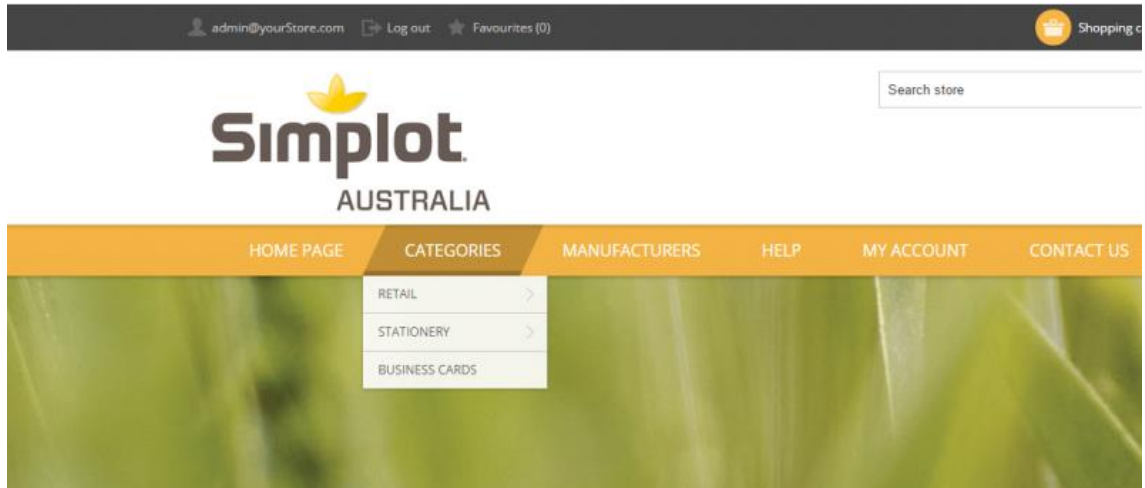 admin@yourStore.com Log out Favourites (0) Shopping c
Search store
Simplot
AUSTRALIA
HOME PAGE CATEGORIES MANUFACTURERS HELP MY ACCOUNT CONTACT US
RETAIL
STATIONERY
BUSINESS CARDS